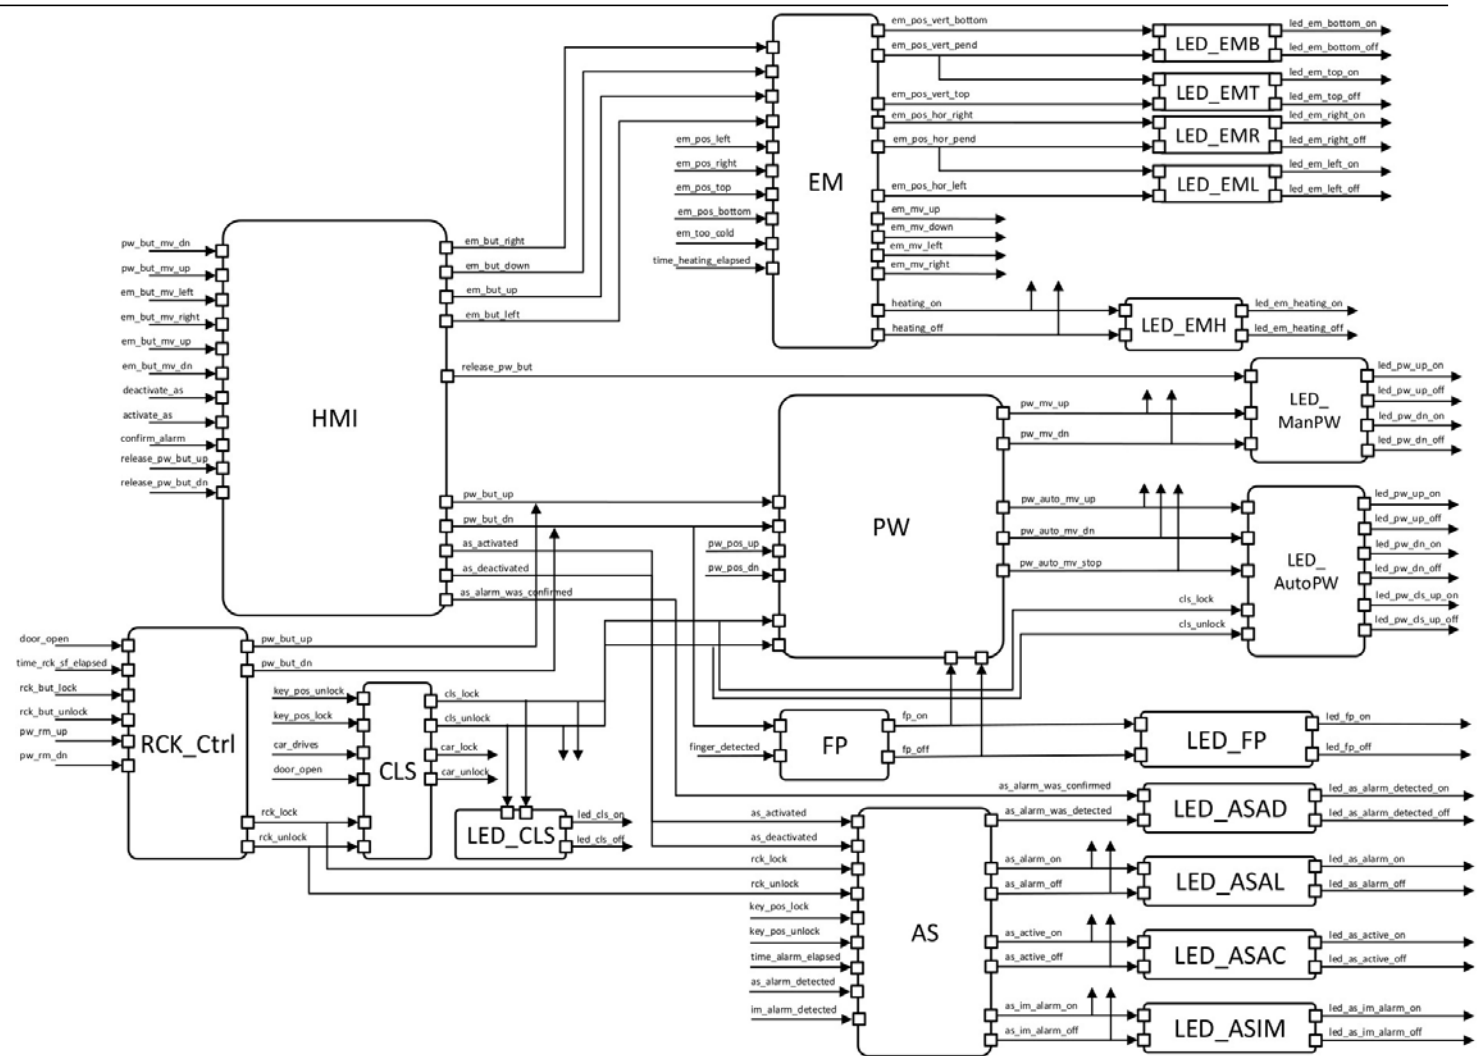 em_pos_vert_bottom
led_em_bottom_on
LED_EMB
em_pos_vert_pend
led_em_bottom_off
led_em_top_on
LED_EMT
em_pos_vert_top
led_em_top_off
em_pos_hor_right
led_em_right_on
LED_EMR
em_pos_hor_pend
led_em_right_off
led_em_left_on
LED_EML
em_pos_hor_left
led_em_left_off
em_pos_left
em_pos_right
em_pos_top
em_pos_bottom
em_too_cold
time_heating_elapsed
EM
em_mv_up
em_mv_down
em_mv_left
em_mv_right
heating_on
heating_off
LED_EMH
led_em_heating_on
led_em_heating_off
pw_but_mv_dn
pw_but_mv_up
em_but_mv_left
em_but_mv_right
em_but_mv_up
em_but_mv_dn
deactivate_as
activate_as
confirm_alarm
release_pw_but_up
release_pw_but_dn
HMI
em_but_right
em_but_down
em_but_up
em_but_left
release_pw_but
pw_but_up
pw_but_dn
as_activated
as_deactivated
as_alarm_was_confirmed
pw_pos_up
pw_pos_dn
PW
pw_mv_up
pw_mv_dn
pw_auto_mv_up
pw_auto_mv_dn
pw_auto_mv_stop
cls_lock
cls_unlock
LED_
ManPW
led_pw_up_on
led_pw_up_off
led_pw_dn_on
led_pw_dn_off
LED_
AutoPW
led_pw_up_on
led_pw_up_off
led_pw_dn_on
led_pw_dn_off
led_pw_cls_up_on
led_pw_cls_up_off
door_open
time_rck_sf_elapsed
rck_but_lock
rck_but_unlock
pw_rm_up
pw_rm_dn
RCK_Ctrl
pw_but_up
pw_but_dn
rck_lock
rck_unlock
key_pos_unlock
key_pos_lock
car_drives
door_open
CLS
cls_lock
cls_unlock
car_lock
car_unlock
LED_CLS
led_cls_on
led_cls_off
finger_detected
FP
fp_on
fp_off
LED_FP
led_fp_on
led_fp_off
as_alarm_was_confirmed
as_alarm_was_detected
LED_ASAD
led_as_alarm_detected_on
led_as_alarm_detected_off
as_activated
as_deactivated
rck_lock
rck_unlock
key_pos_lock
key_pos_unlock
time_alarm_elapsed
as_alarm_detected
im_alarm_detected
AS
as_alarm_on
as_alarm_off
LED_ASAL
led_as_alarm_on
led_as_alarm_off
as_active_on
as_active_off
LED_ASAC
led_as_active_on
led_as_active_off
as_im_alarm_on
as_im_alarm_off
LED_ASIM
led_as_im_alarm_on
led_as_im_alarm_off